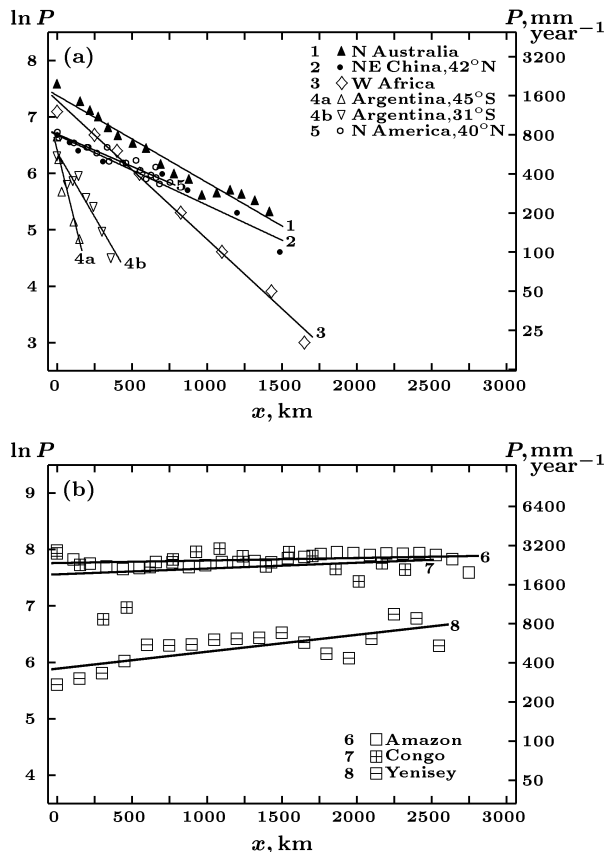 ln P
P, mm
year−1
(a)
1 ▲ N Australia
2 ● NE China,42°N
3 ◇ W Africa
4a △ Argentina,45°S
4b ▽ Argentina,31°S
5 ○ N America,40°N
8
7
6
5
4
3
3200
1600
800
400
200
100
50
25
5
1
2
4a
4b
3
0 500 1000 1500 2000 2500 3000
x, km
ln P
P, mm
year−1
(b)
9
8
7
6
5
4
6400
3200
1600
800
400
200
100
50
6
7
8
6 □ Amazon
7 ⊞ Congo
8 ⊟ Yenisey
0 500 1000 1500 2000 2500 3000
x, km